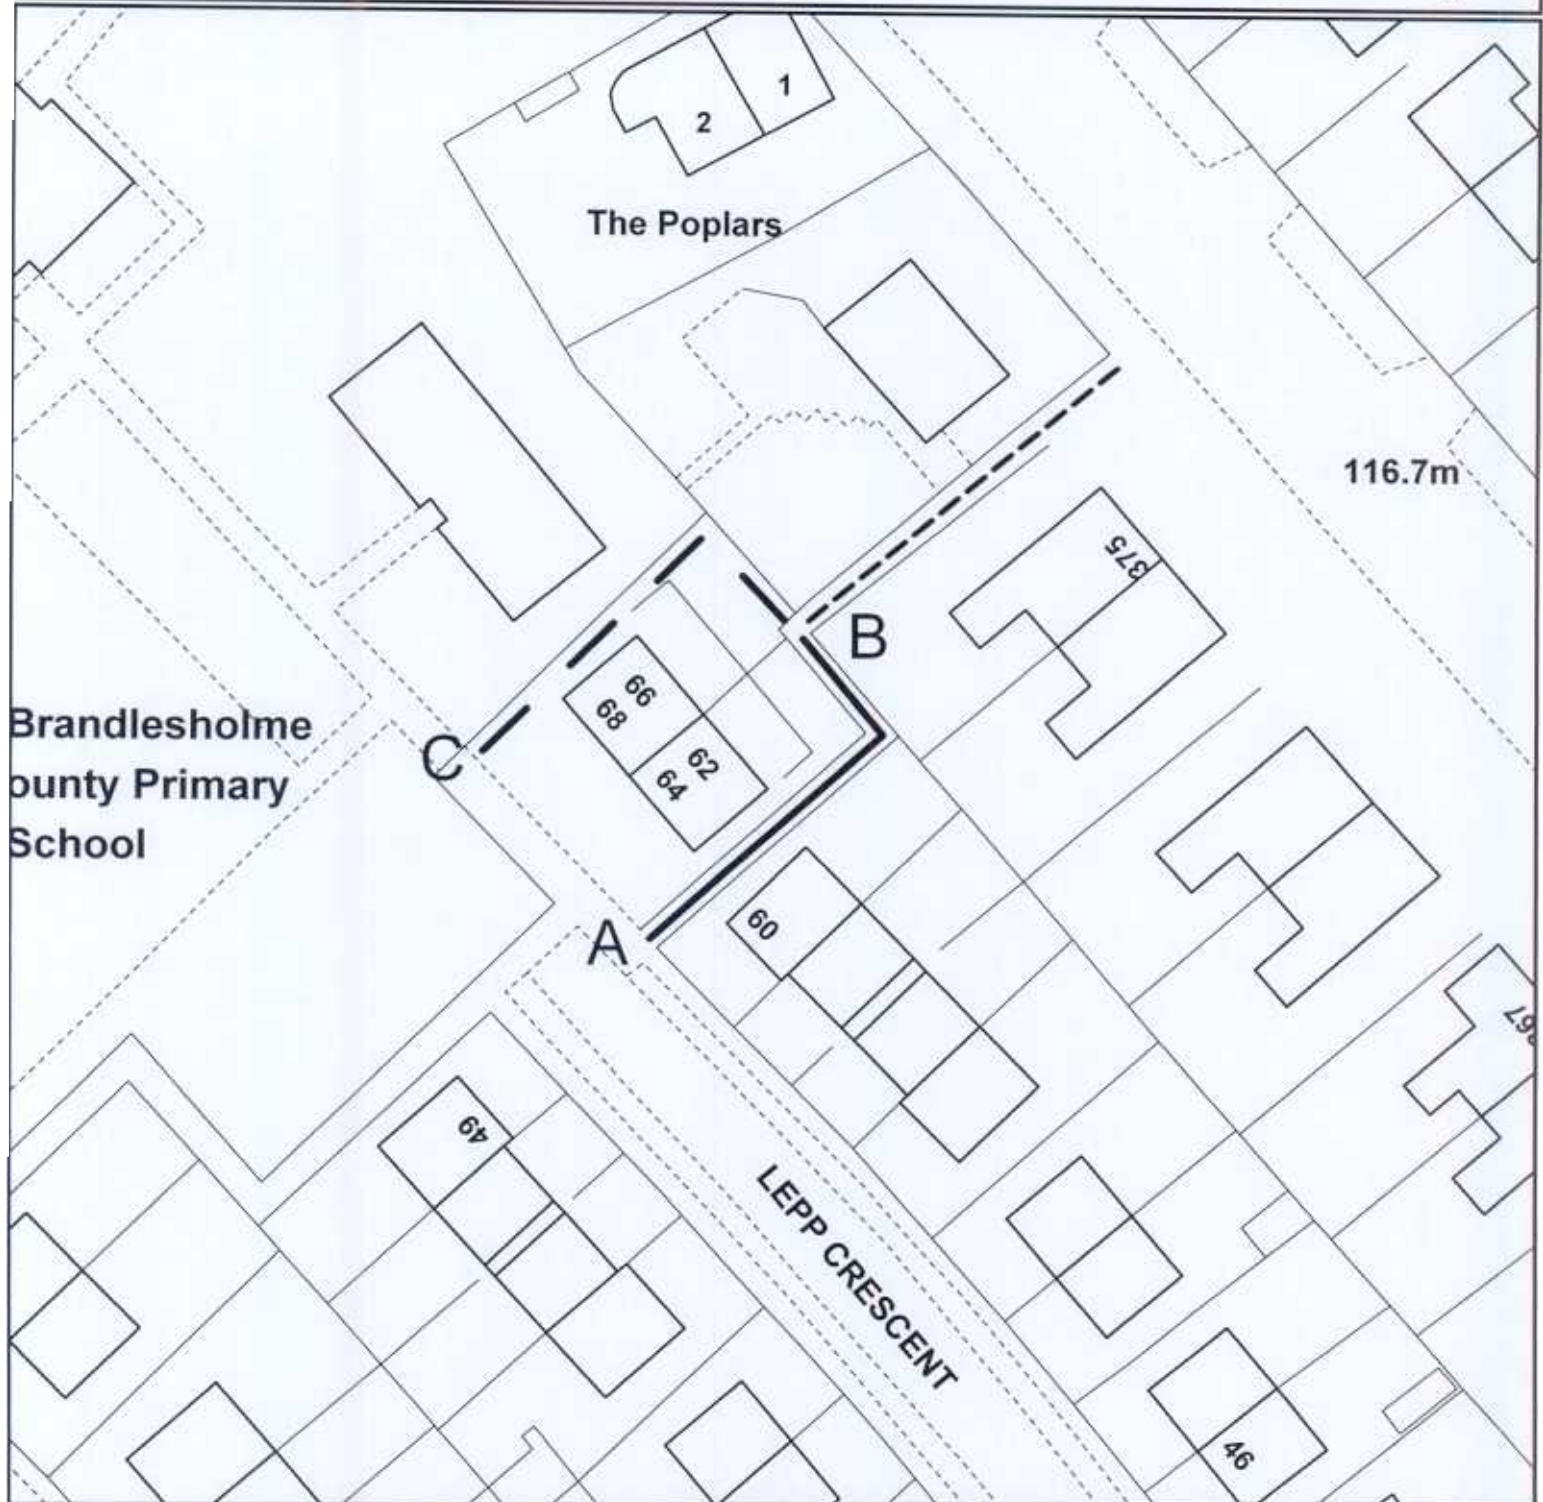 1
2
The Poplars
116.7m
375
B
66
68
62
64
C
Brandlesholme
ounty Primary
School
A
60
49
LEPP CRESCENT
46